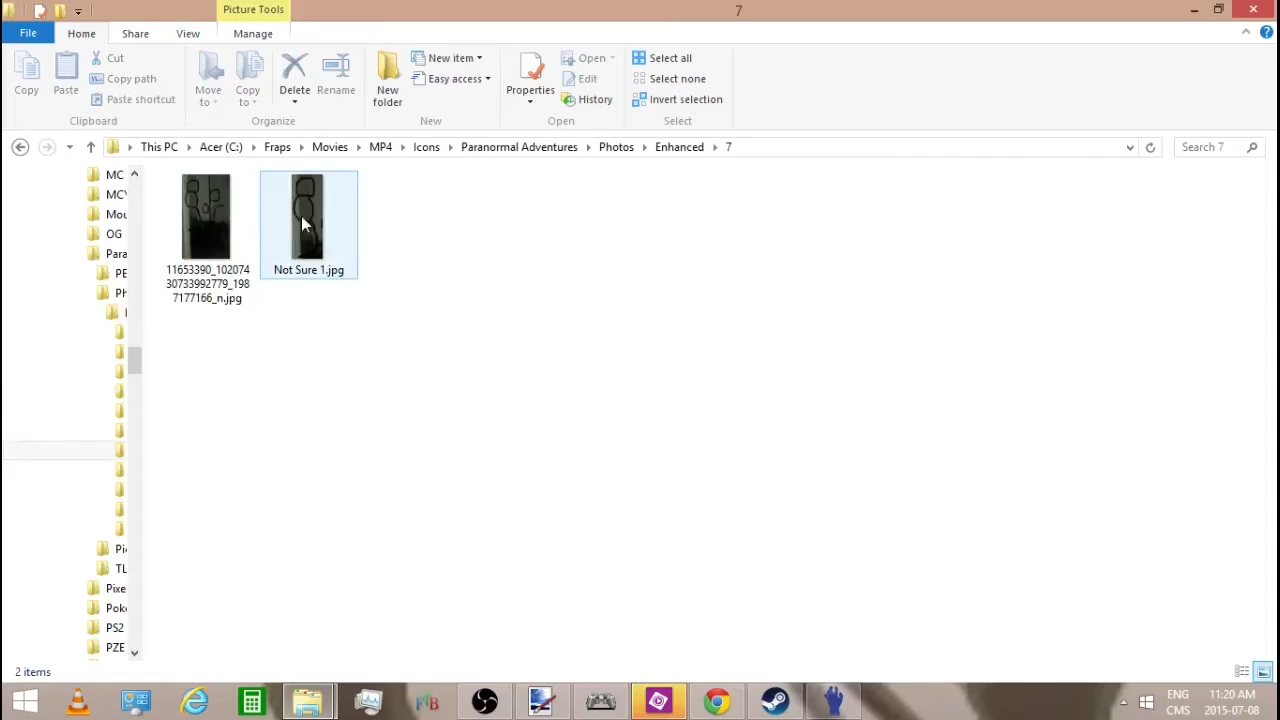 Picture Tools
7
File
Home
Share
View
Manage
Copy
Paste
Cut
Copy path
Paste shortcut
Clipboard
Move to
Copy to
Delete
Rename
Organize
New folder
New item
Easy access
New
Properties
Open
Edit
History
Open
Select all
Select none
Invert selection
Select
This PC
Acer (C:)
Fraps
Movies
MP4
Icons
Paranormal Adventures
Photos
Enhanced
7
Search 7
MC
MC
Mou
OG
Para
PE
Ph
Pi
TL
Pixe
Poke
PS2
PZE
11653390_102074
30733992779_198
7177166_n.jpg
Not Sure 1.jpg
2 items
ENG
CMS
11:20 AM
2015-07-08